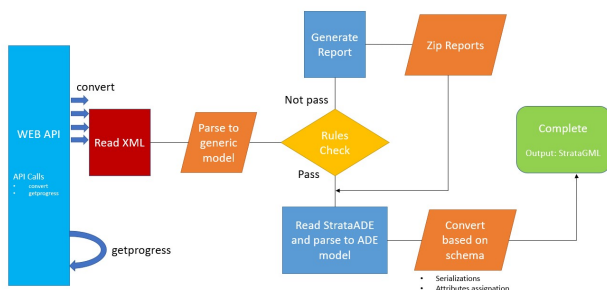 Generate
Report
Zip Reports
convert
Not pass
WEB API
Read XML
Parse to
generic
model
Rules
Check
Complete
Output: StrataGML
API Calls
• convert
• getprogress
Pass
getprogress
Read StrataADE
and parse to ADE
model
Convert
based on
schema
• Serializations
• Attributes assignation